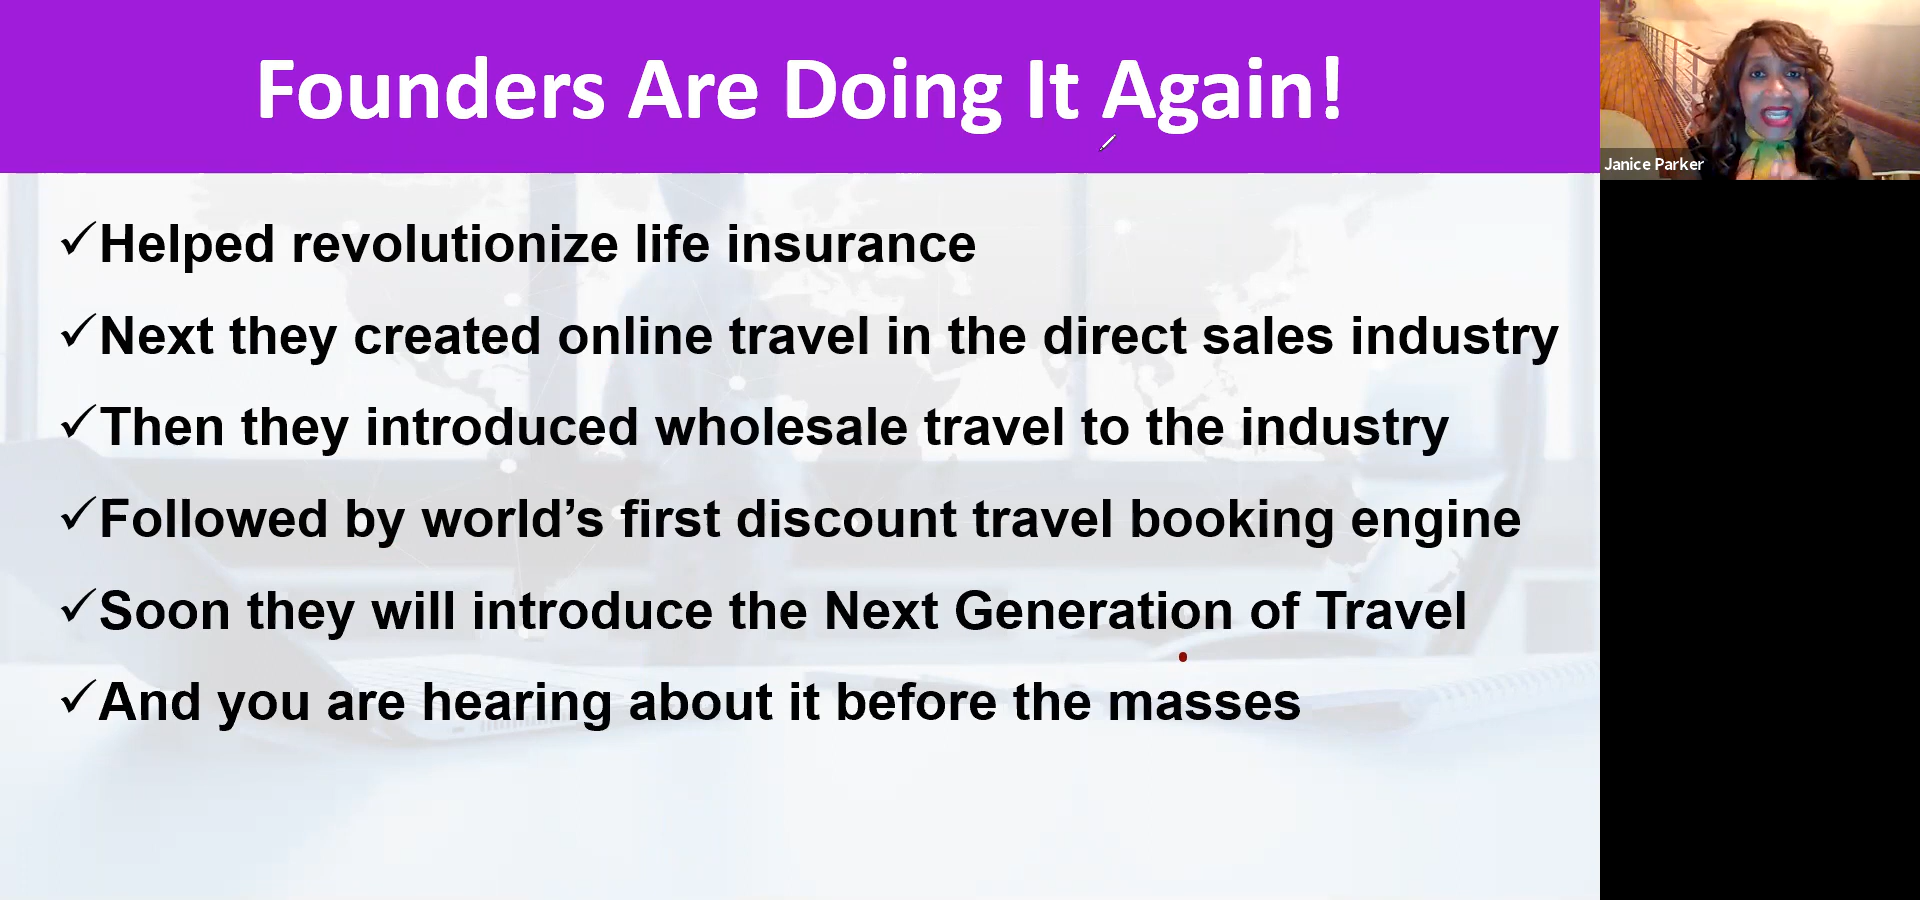 Founders Are Doing It Again!
Janice Parker
✓Helped revolutionize life insurance
✓Next they created online travel in the direct sales industry
✓Then they introduced wholesale travel to the industry
✓Followed by world’s first discount travel booking engine
✓Soon they will introduce the Next Generation of Travel
✓And you are hearing about it before the masses